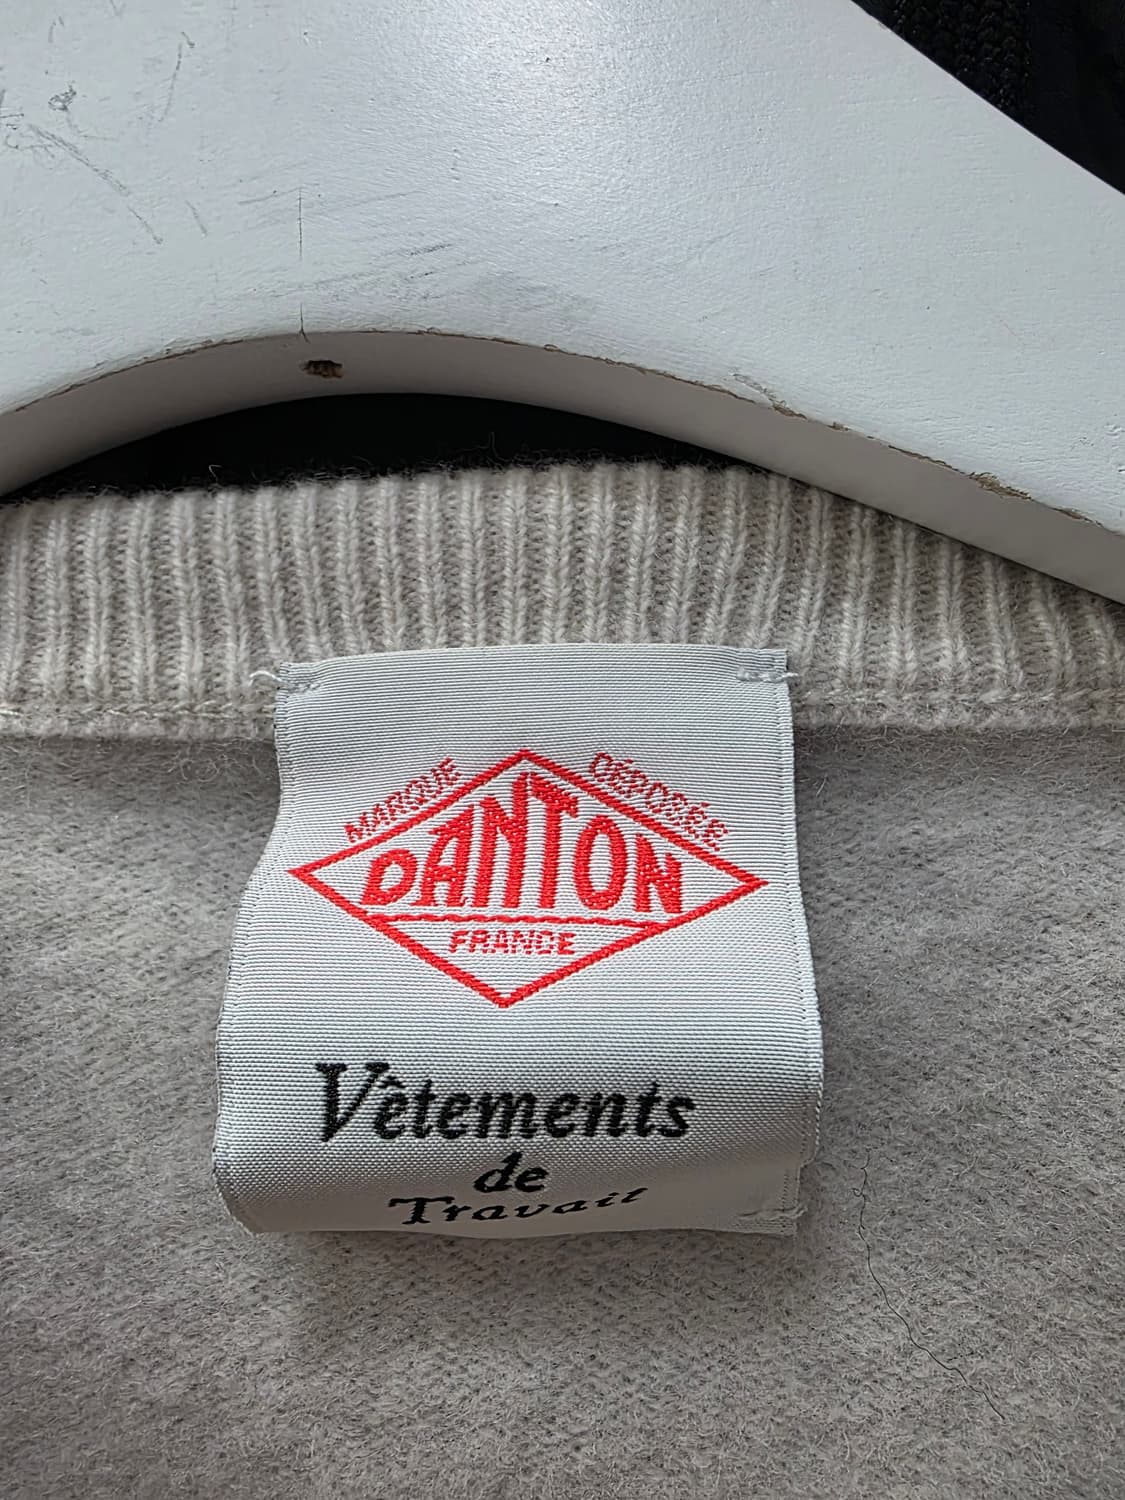 MARQUE DÉPOSÉE
DANTON
FRANCE
Vêtements
de
Travail